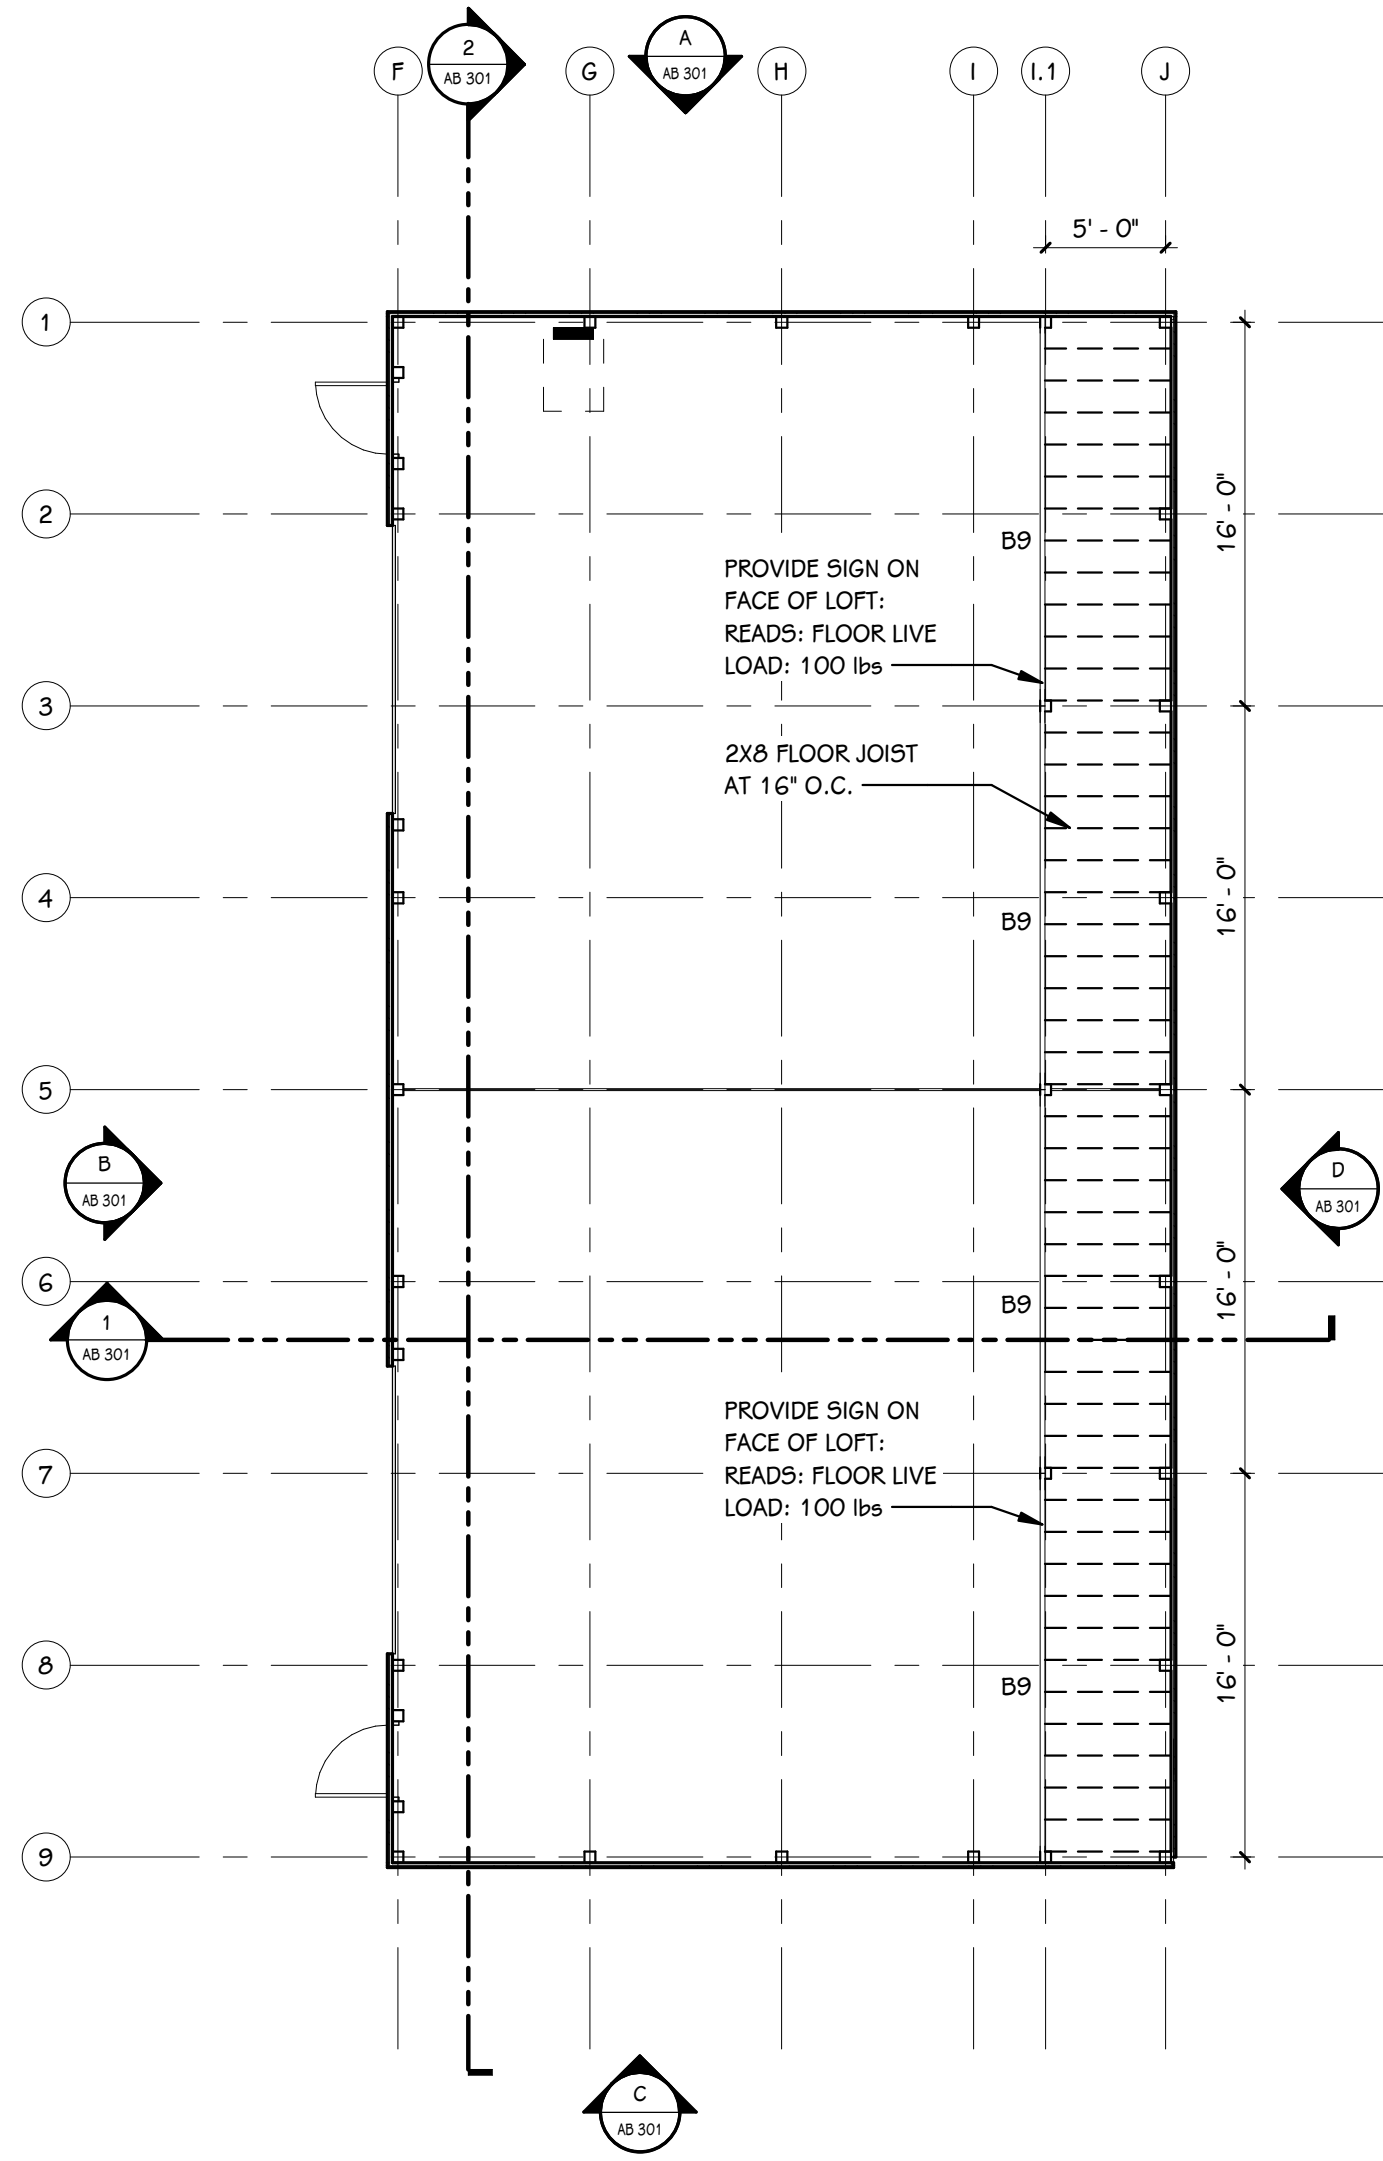 2
AB 301
A
AB 301
F
G
H
I
I.1
J
5' - 0"
1
2
16' - 0"
B9
PROVIDE SIGN ON
FACE OF LOFT:
READS: FLOOR LIVE
LOAD: 100 lbs
3
2X8 FLOOR JOIST
AT 16" O.C.
4
16' - 0"
B9
5
B
AB 301
D
AB 301
6
16' - 0"
B9
1
AB 301
PROVIDE SIGN ON
FACE OF LOFT:
READS: FLOOR LIVE
LOAD: 100 lbs
7
8
16' - 0"
B9
9
C
AB 301